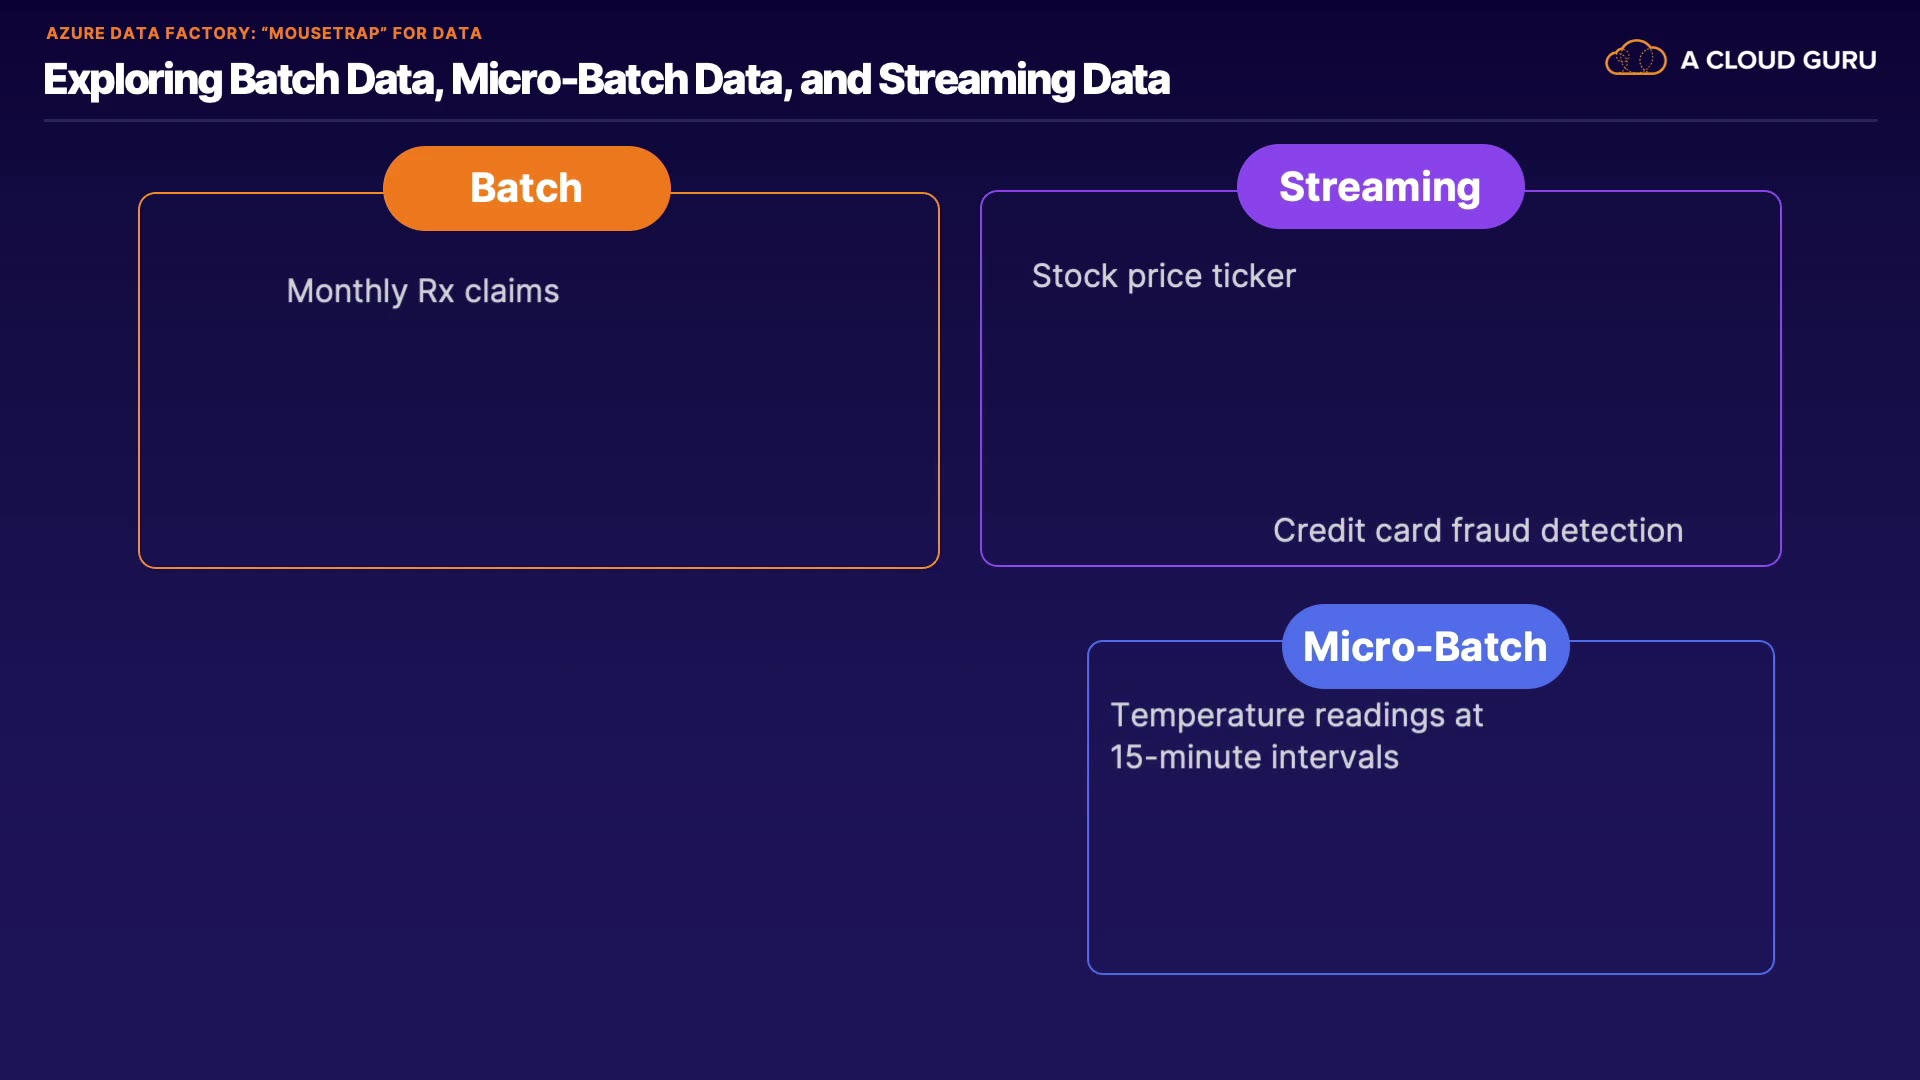 AZURE DATA FACTORY: “MOUSETRAP” FOR DATA
Exploring Batch Data, Micro-Batch Data, and Streaming Data
A CLOUD GURU
Batch
Monthly Rx claims
Streaming
Stock price ticker
Credit card fraud detection
Micro-Batch
Temperature readings at
15-minute intervals